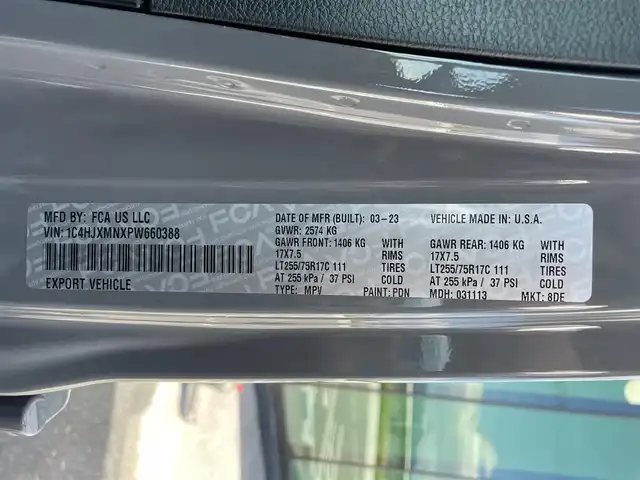 MFD BY: FCA US LLC
VIN: 1C4HJXMNXPW660388
EXPORT VEHICLE
DATE OF MFR (BUILT): 03-23
GVWR: 2574 KG
GAWR FRONT: 1406 KG WITH
17X7.5 RIMS
LT255/75R17C 111 TIRES
AT 255 kPa / 37 PSI COLD
TYPE: MPV PAINT: PDN
VEHICLE MADE IN: U.S.A.
GAWR REAR: 1406 KG WITH
17X7.5 RIMS
LT255/75R17C 111 TIRES
AT 255 kPa / 37 PSI COLD
MDH: 031113 MKT: 8DE